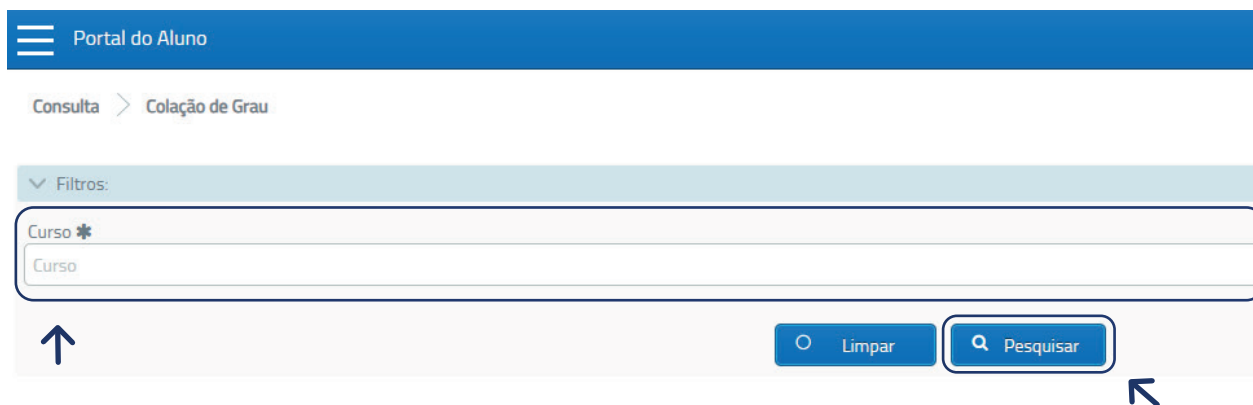 Portal do Aluno
Consulta > Colação de Grau
Filtros:
Curso ✱
Curso
Limpar
Pesquisar